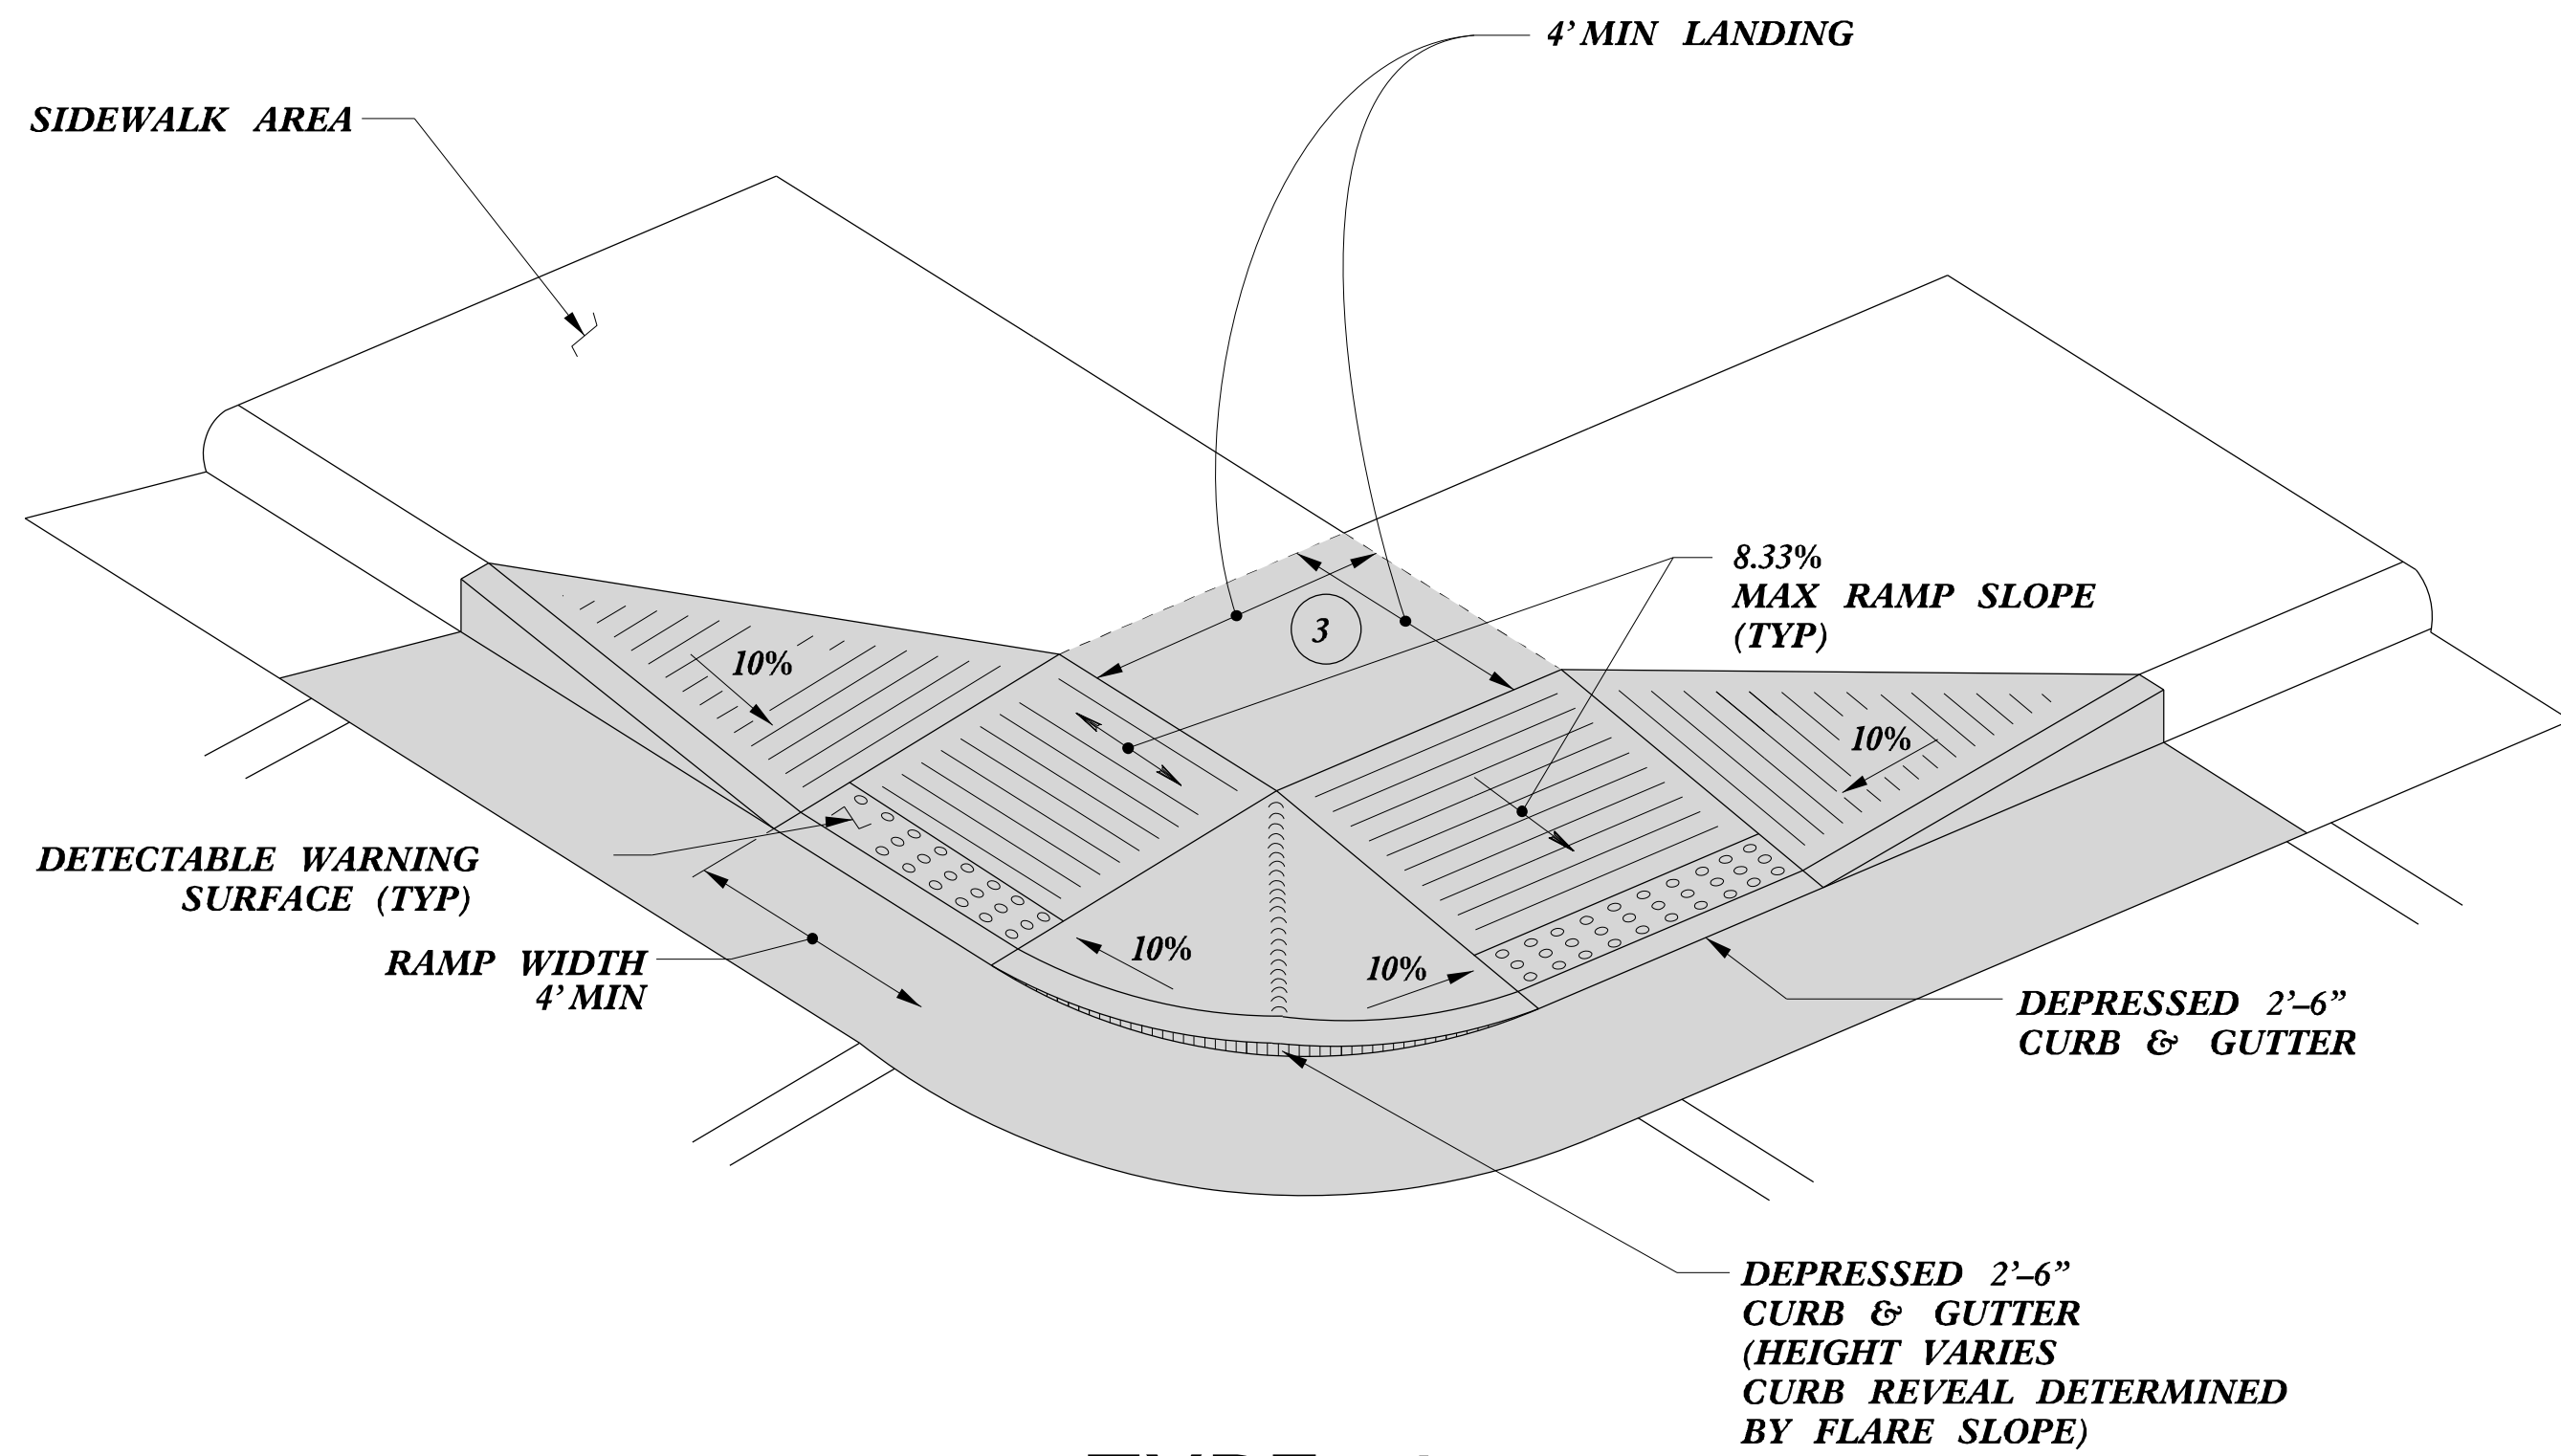 4' MIN LANDING
SIDEWALK AREA
8.33%
MAX RAMP SLOPE
(TYP)
3
10%
10%
DETECTABLE WARNING
SURFACE (TYP)
RAMP WIDTH
4' MIN
10%
10%
DEPRESSED 2'–6”
CURB & GUTTER
DEPRESSED 2'–6”
CURB & GUTTER
(HEIGHT VARIES
CURB REVEAL DETERMINED
BY FLARE SLOPE)